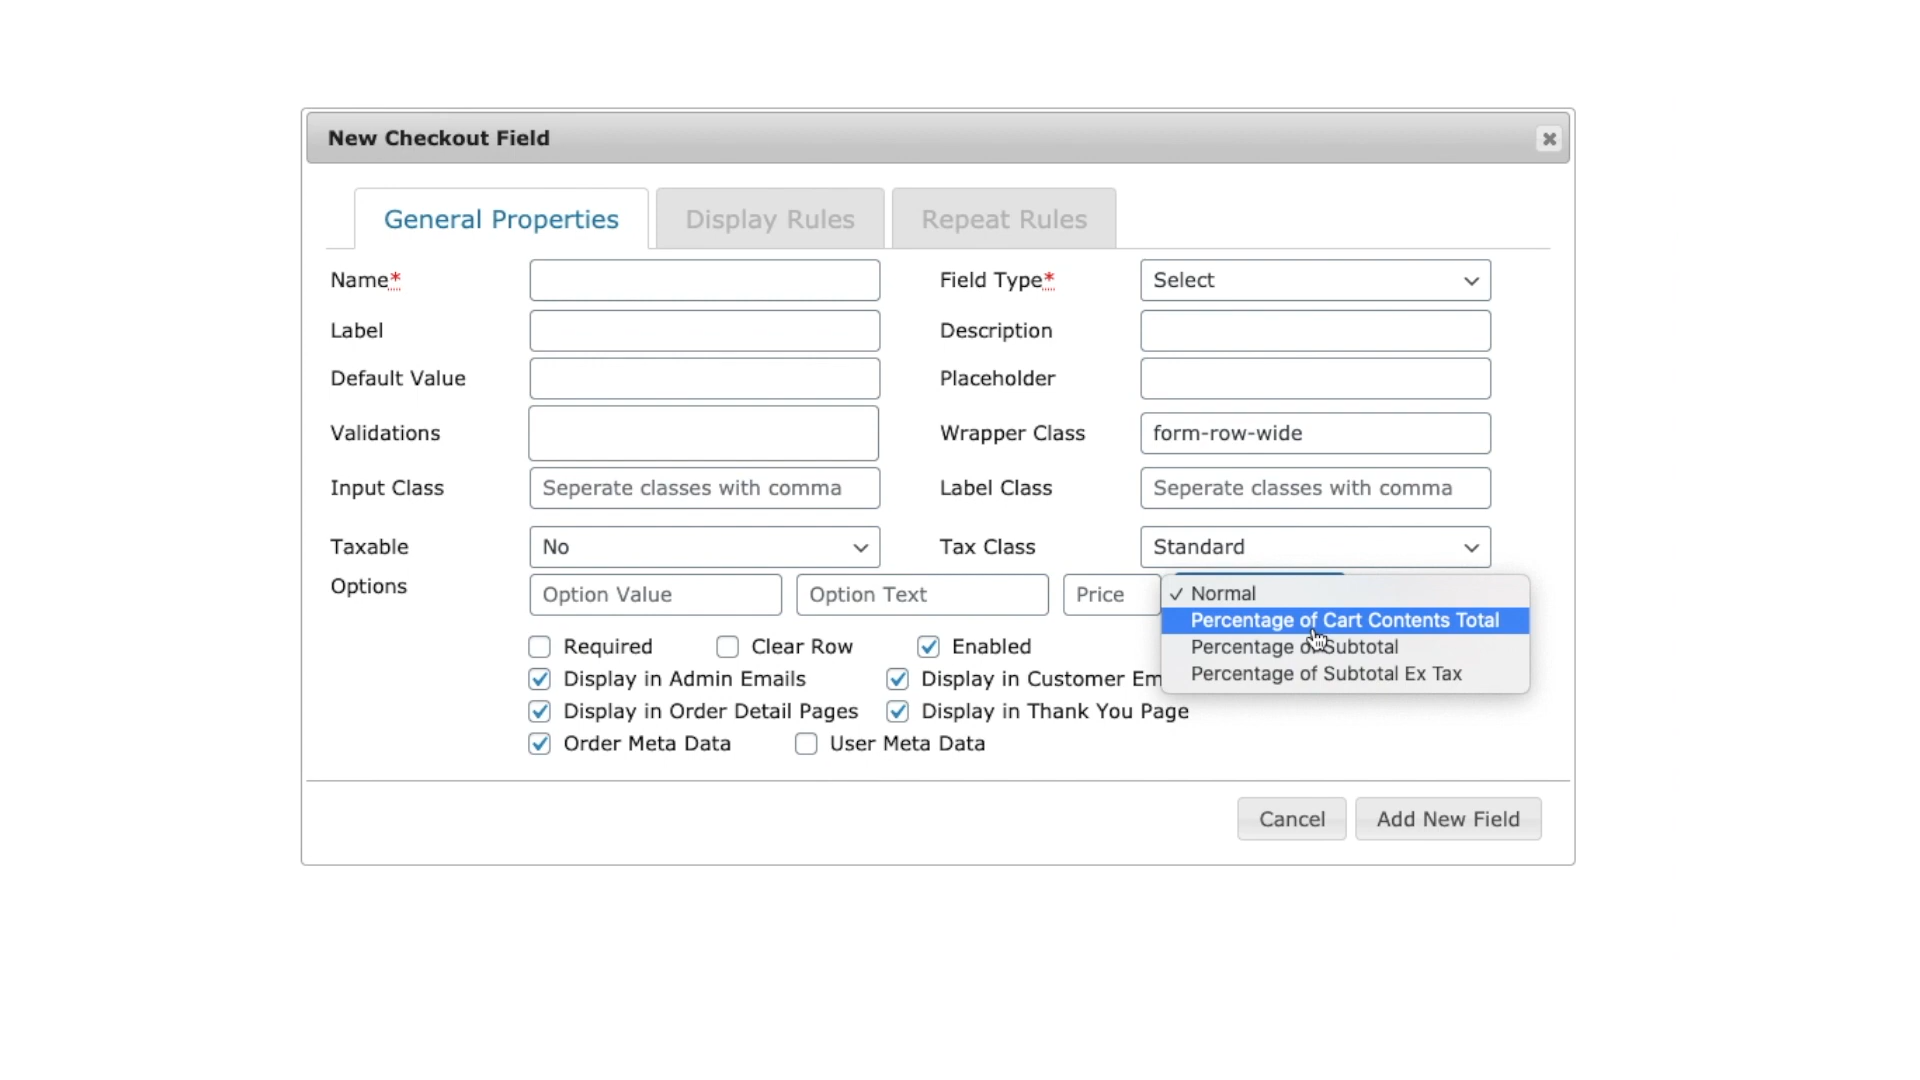 New Checkout Field
General Properties Display Rules Repeat Rules
Name* Field Type* Select
Label Description
Default Value Placeholder
Validations Wrapper Class form-row-wide
Input Class Seperate classes with comma Label Class Seperate classes with comma
Taxable No Tax Class Standard
Options Option Value Option Text Price ✓ Normal
Percentage of Cart Contents Total
Percentage of Subtotal
Percentage of Subtotal Ex Tax
Required Clear Row Enabled
Display in Admin Emails Display in Customer Em
Display in Order Detail Pages Display in Thank You Page
Order Meta Data User Meta Data
Cancel Add New Field